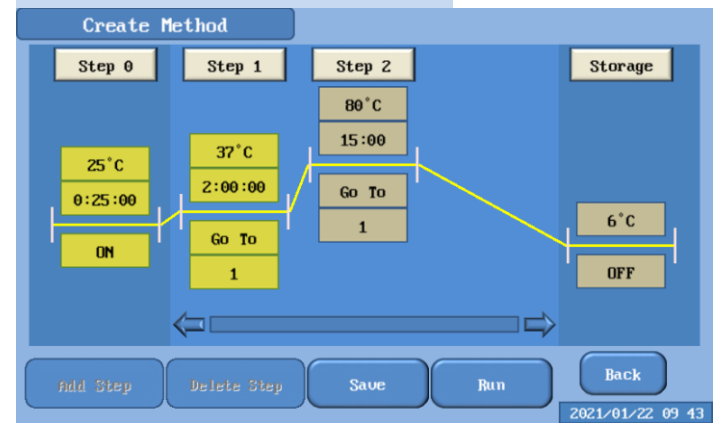 Create Method
Step 0
25°C
0:25:00
ON
Step 1
37°C
2:00:00
Go To
1
Step 2
80°C
15:00
Go To
1
Storage
6°C
OFF
Add Step
Delete Step
Save
Run
Back
2021/01/22 09 43